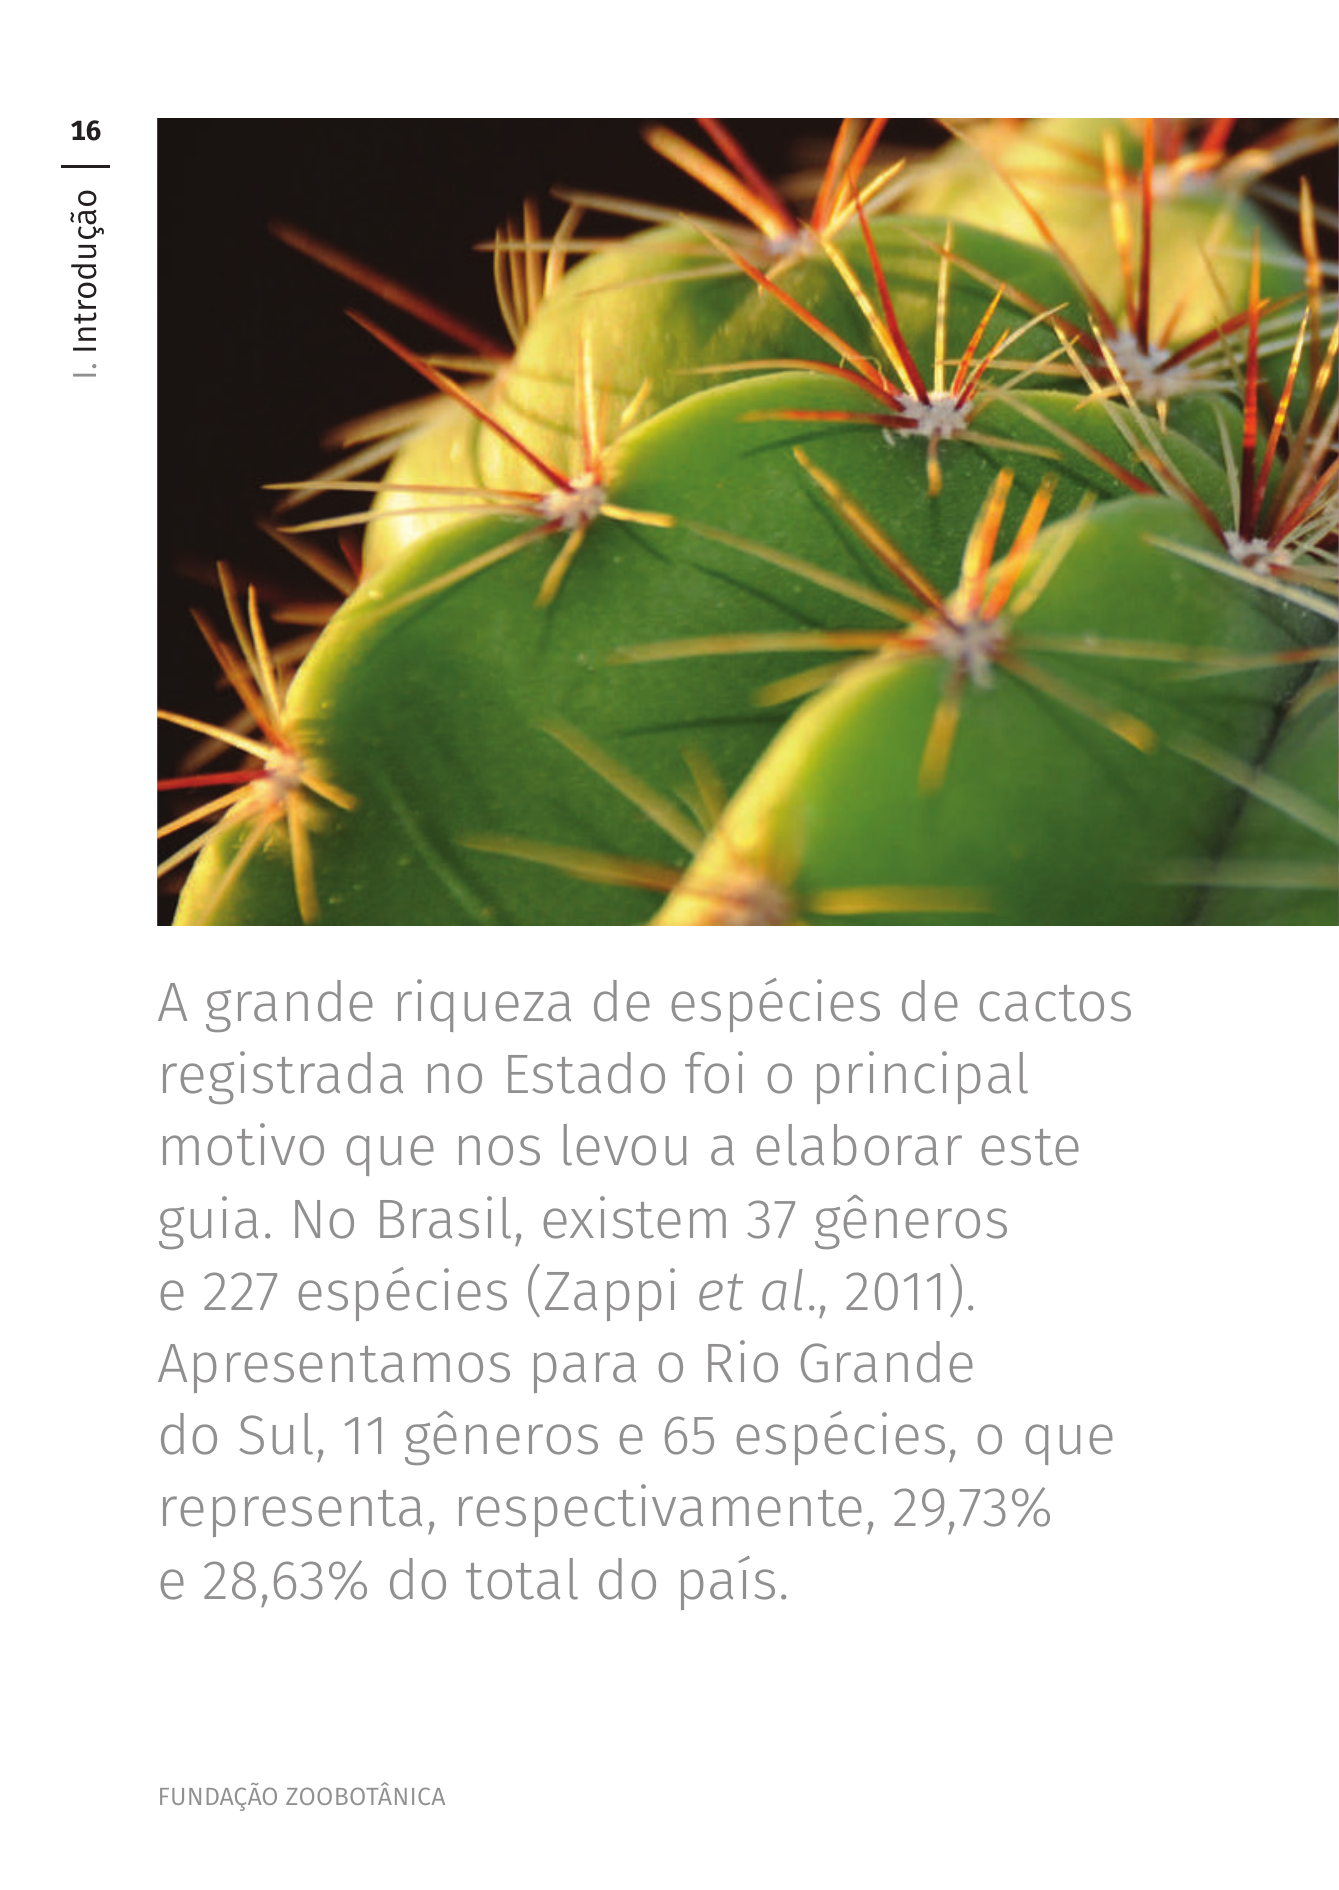 16
I. Introdução
A grande riqueza de espécies de cactos
registrada no Estado foi o principal
motivo que nos levou a elaborar este
guia. No Brasil, existem 37 gêneros
e 227 espécies (Zappi et al., 2011).
Apresentamos para o Rio Grande
do Sul, 11 gêneros e 65 espécies, o que
representa, respectivamente, 29,73%
e 28,63% do total do país.
FUNDAÇÃO ZOOBOTÂNICA